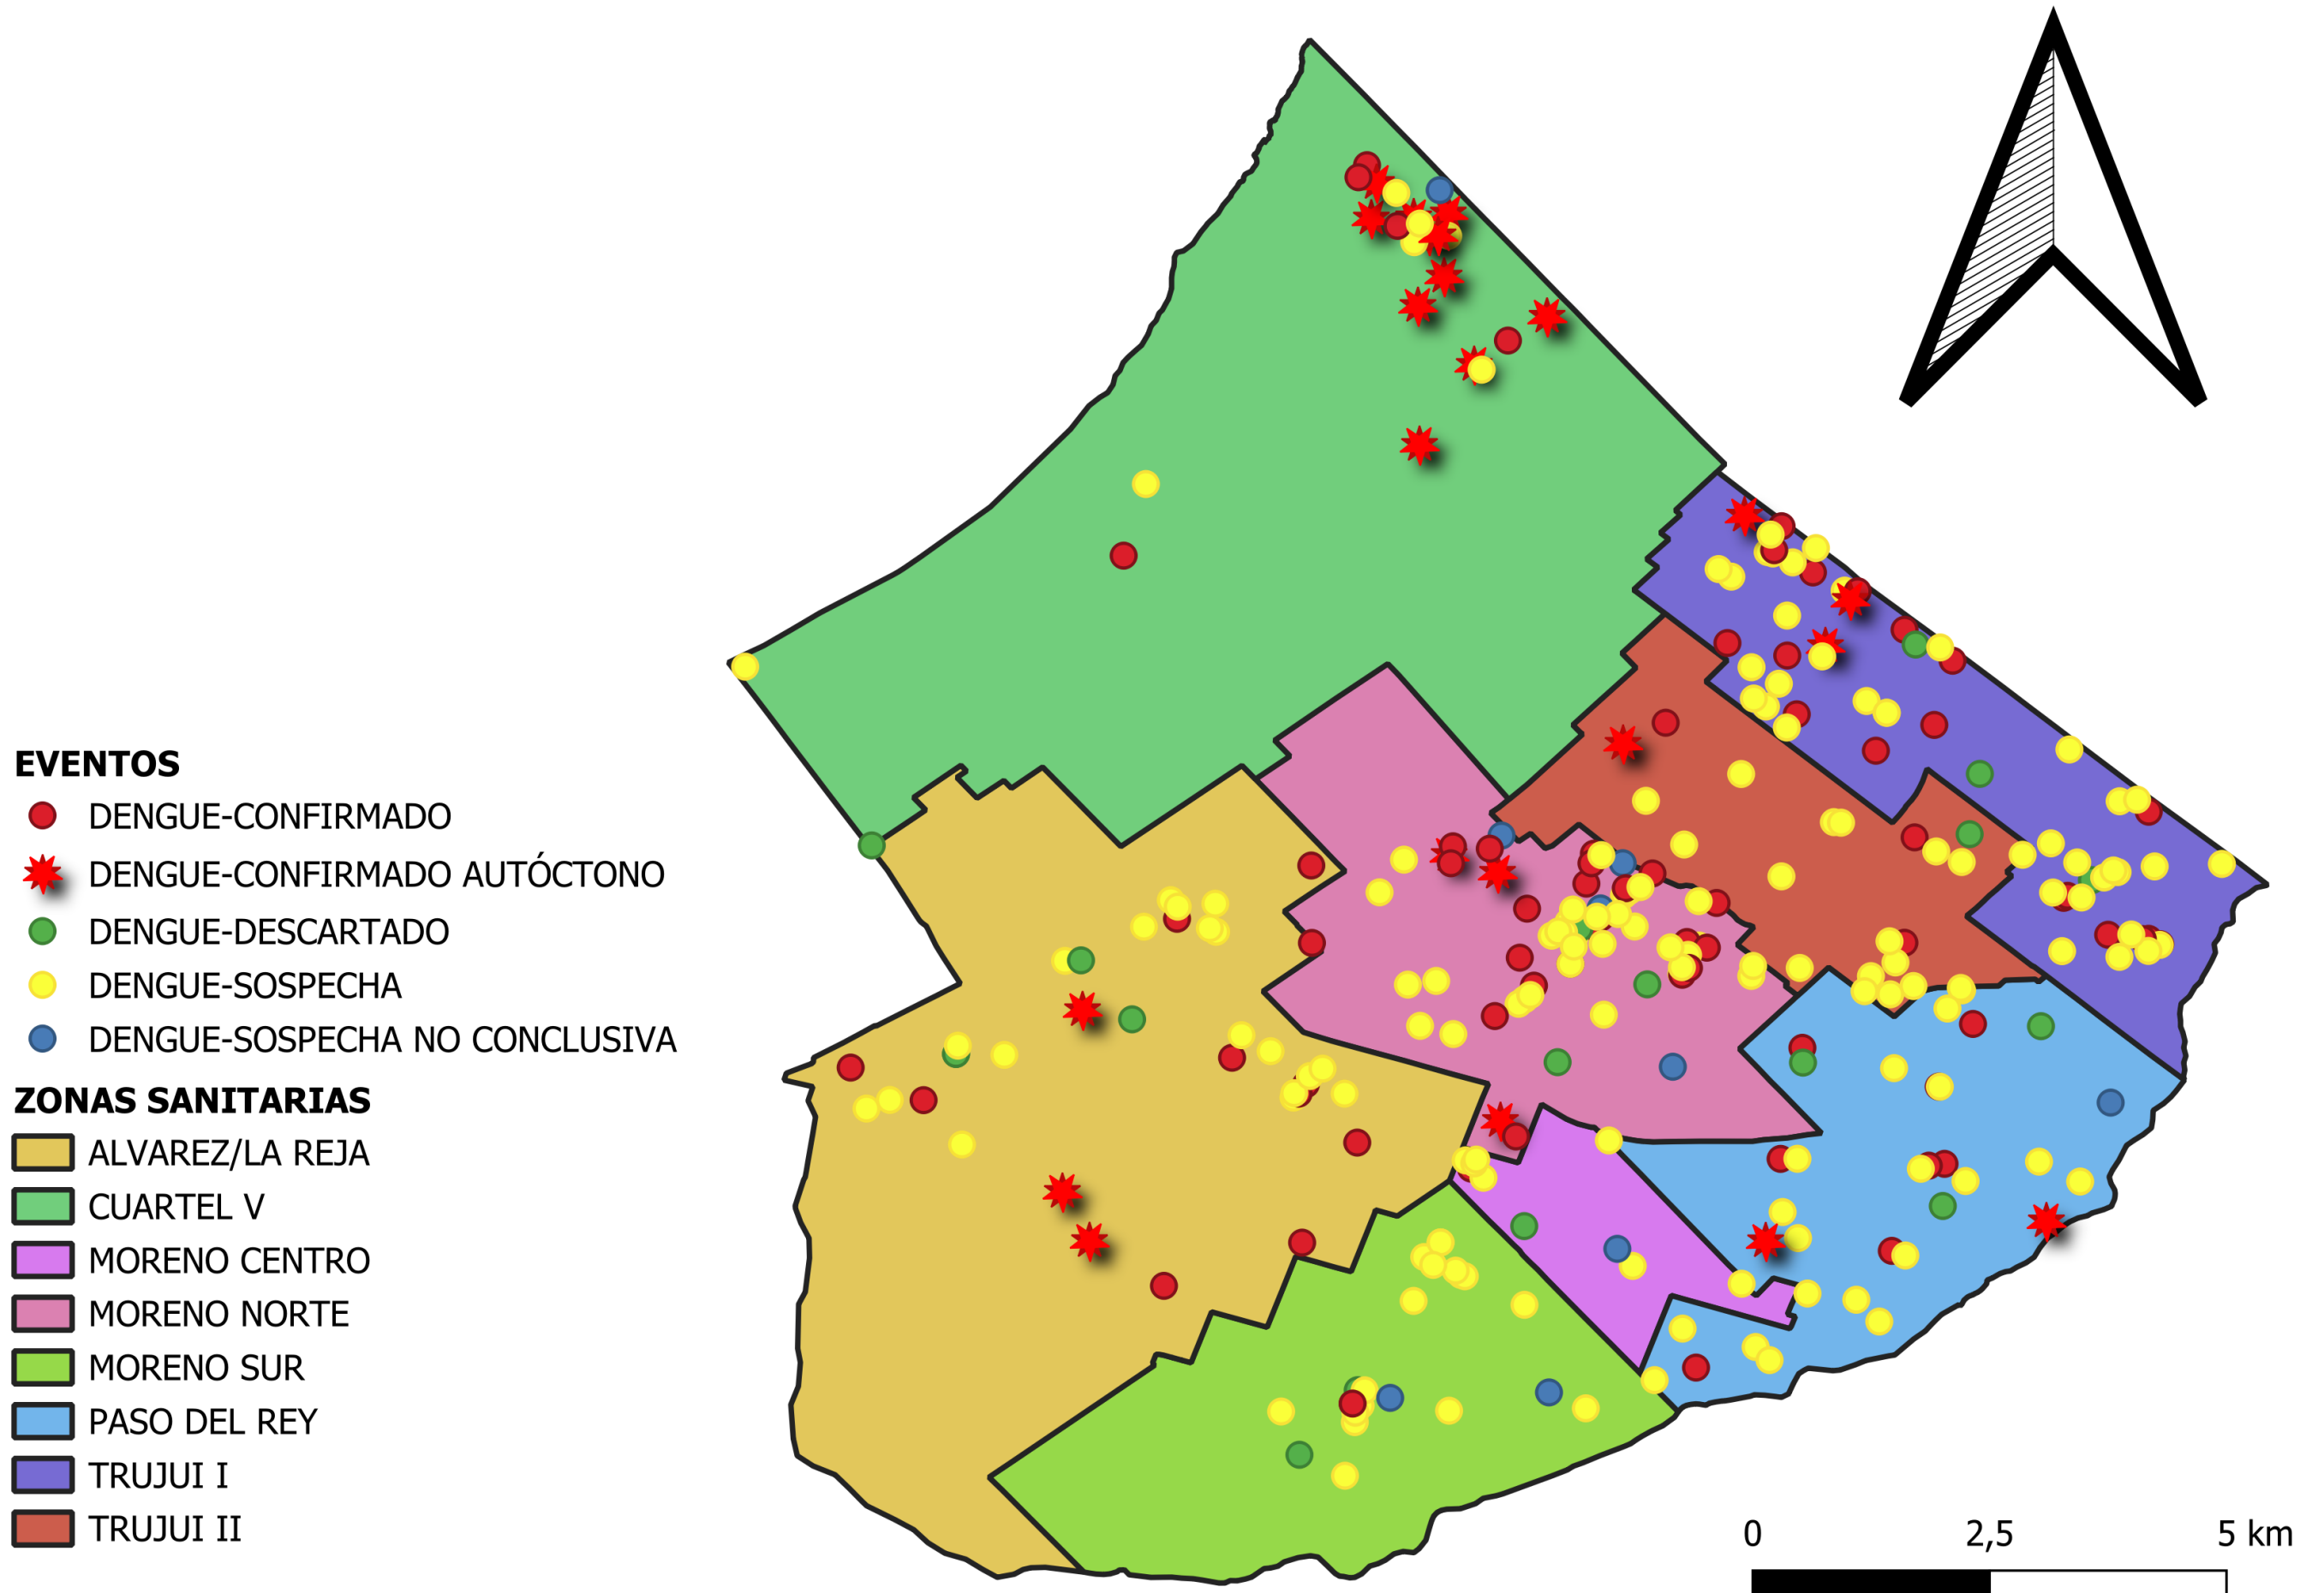 EVENTOS
DENGUE-CONFIRMADO
DENGUE-CONFIRMADO AUTÓCTONO
DENGUE-DESCARTADO
DENGUE-SOSPECHA
DENGUE-SOSPECHA NO CONCLUSIVA
ZONAS SANITARIAS
ALVAREZ/LA REJA
CUARTEL V
MORENO CENTRO
MORENO NORTE
MORENO SUR
PASO DEL REY
TRUJUI I
TRUJUI II
0 2,5 5 km